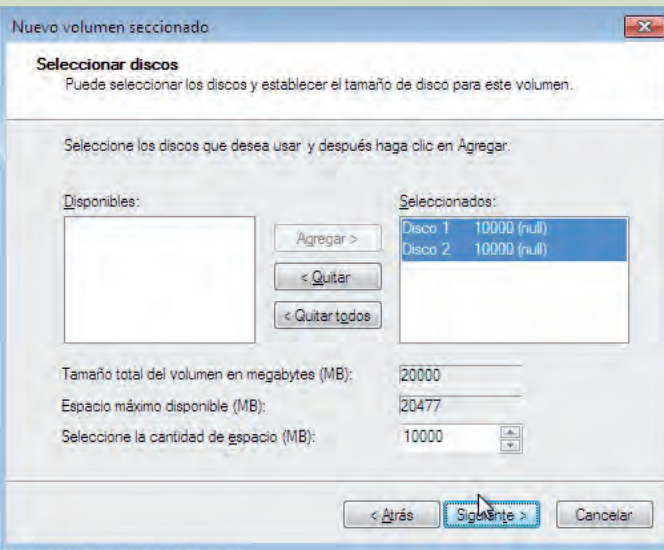 Nuevo volumen seccionado
Seleccionar discos
Puede seleccionar los discos y establecer el tamaño de disco para este volumen.
Seleccione los discos que desea usar y después haga clic en Agregar.
Disponibles:
Seleccionados:
Agregar >
< Quitar
< Quitar todos
Disco 1 10000 (null)
Disco 2 10000 (null)
Tamaño total del volumen en megabytes (MB): 20000
Espacio máximo disponible (MB): 20477
Seleccione la cantidad de espacio (MB): 10000
< Atrás
Siguiente >
Cancelar